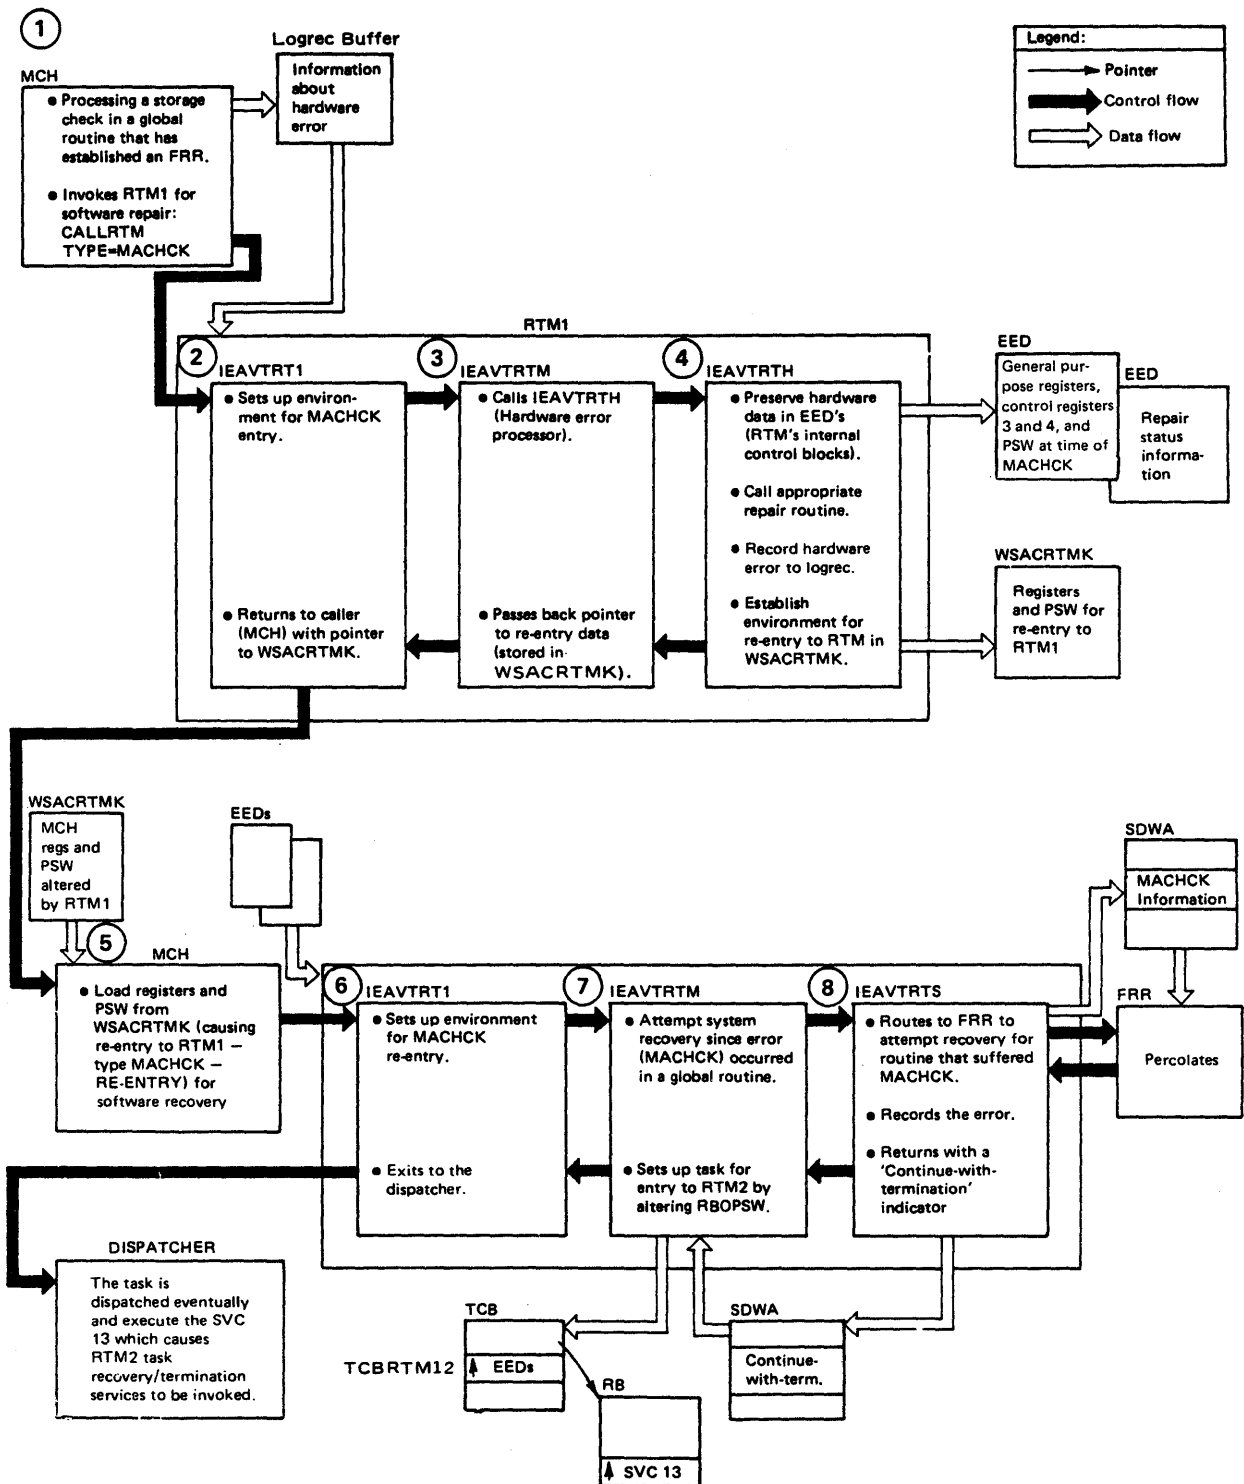 1
Logrec Buffer
Information
about
hardware
error
Legend:
Pointer
Control flow
Data flow
MCH
● Processing a storage
check in a global
routine that has
established an FRR.
● Invokes RTM1 for
software repair:
CALLRTM
TYPE=MACHCK
RTM1
2
IEAVTRT1
● Sets up environ-
ment for MACHCK
entry.
● Returns to caller
(MCH) with pointer
to WSACRTMK.
3
IEAVTRTM
● Calls IEAVTRTH
(Hardware error
processor).
● Passes back pointer
to re-entry data
(stored in
WSACRTMK).
4
IEAVTRTH
● Preserve hardware
data in EED's
(RTM's internal
control blocks).
● Call appropriate
repair routine.
● Record hardware
error to logrec.
● Establish
environment for
re-entry to RTM in
WSACRTMK.
EED
General pur-
pose registers,
control registers
3 and 4, and
PSW at time of
MACHCK
EED
Repair
status
informa-
tion
WSACRTMK
Registers
and PSW for
re-entry to
RTM1
WSACRTMK
MCH
regs and
PSW
altered
by RTM1
EEDs
5
MCH
● Load registers and
PSW from
WSACRTMK (causing
re-entry to RTM1 –
type MACHCK –
RE-ENTRY) for
software recovery
6
IEAVTRT1
● Sets up environment
for MACHCK
re-entry.
● Exits to the
dispatcher.
7
IEAVTRTM
● Attempt system
recovery since error
(MACHCK) occurred
in a global routine.
● Sets up task for
entry to RTM2 by
altering RBOPSW.
8
IEAVTRTS
● Routes to FRR to
attempt recovery for
routine that suffered
MACHCK.
● Records the error.
● Returns with a
'Continue-with-
termination'
indicator
SDWA
MACHCK
Information
FRR
Percolates
DISPATCHER
The task is
dispatched eventually
and execute the SVC
13 which causes
RTM2 task
recovery/termination
services to be invoked.
TCB
TCBRTM12
EEDs
RB
SVC 13
SDWA
Continue-
with-term.